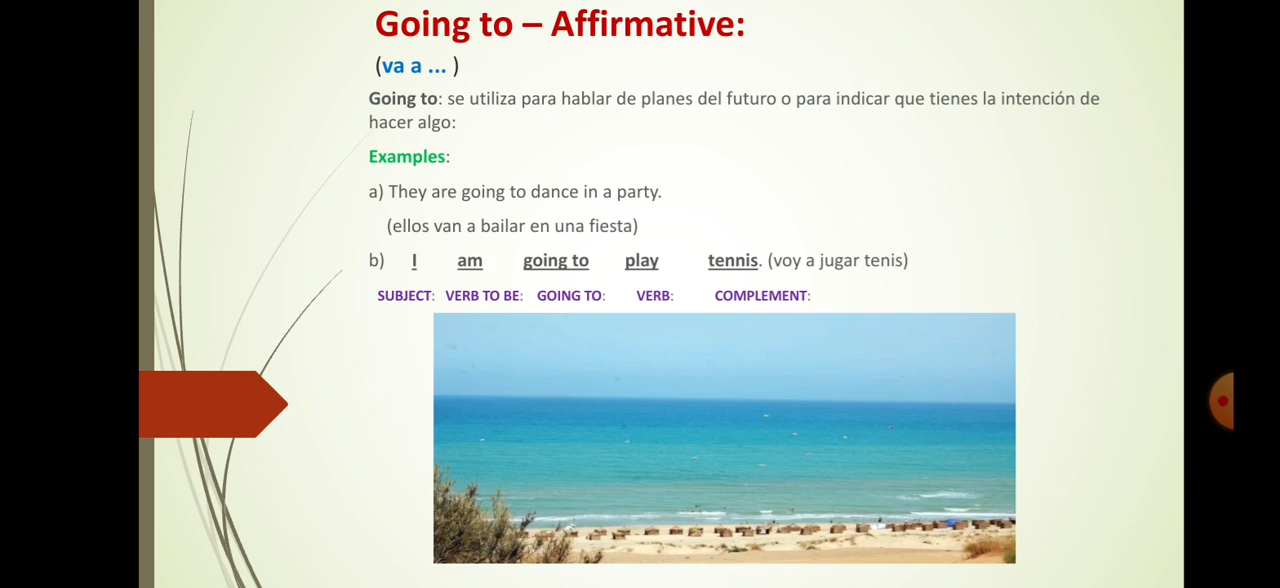 Going to – Affirmative:
(va a ... )
Going to: se utiliza para hablar de planes del futuro o para indicar que tienes la intención de
hacer algo:
Examples:
a) They are going to dance in a party.
(ellos van a bailar en una fiesta)
b) I am going to play tennis. (voy a jugar tenis)
SUBJECT: VERB TO BE: GOING TO: VERB: COMPLEMENT: